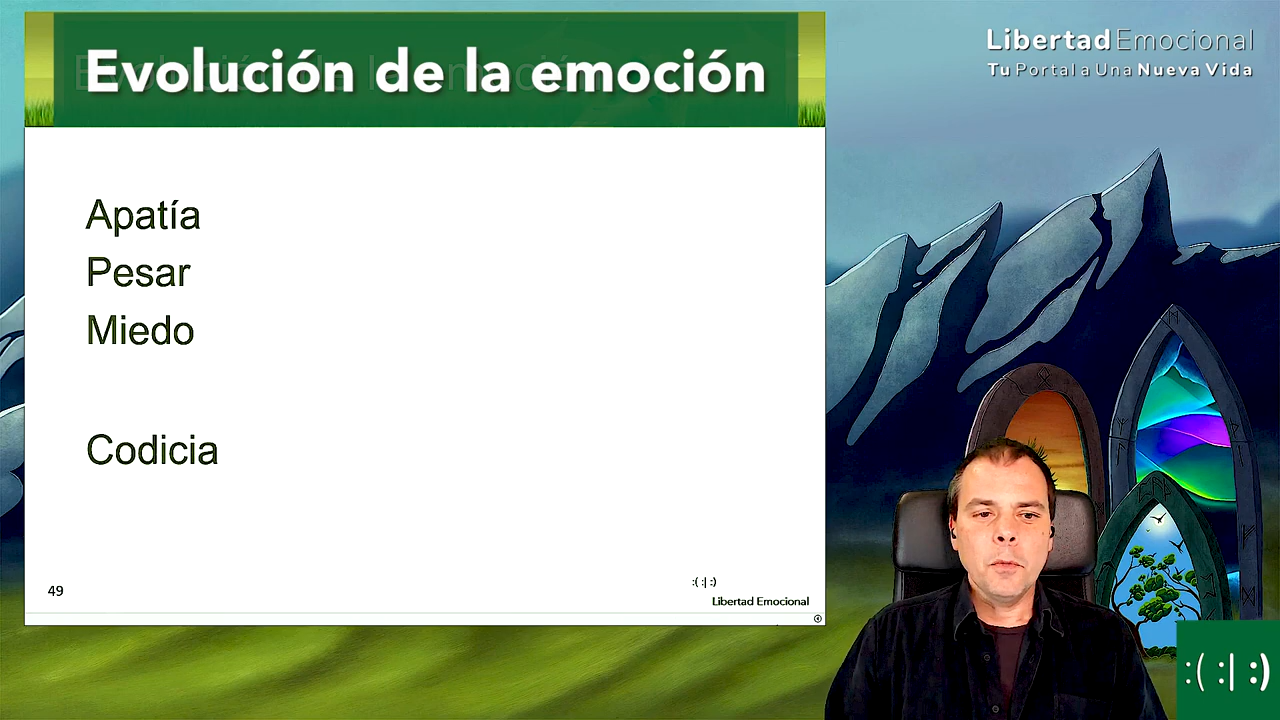 Evolución de la emoción
Libertad Emocional
Tu Portal a Una Nueva Vida
Apatía
Pesar
Miedo
Codicia
49
:( :| :)
Libertad Emocional
:( :| :)